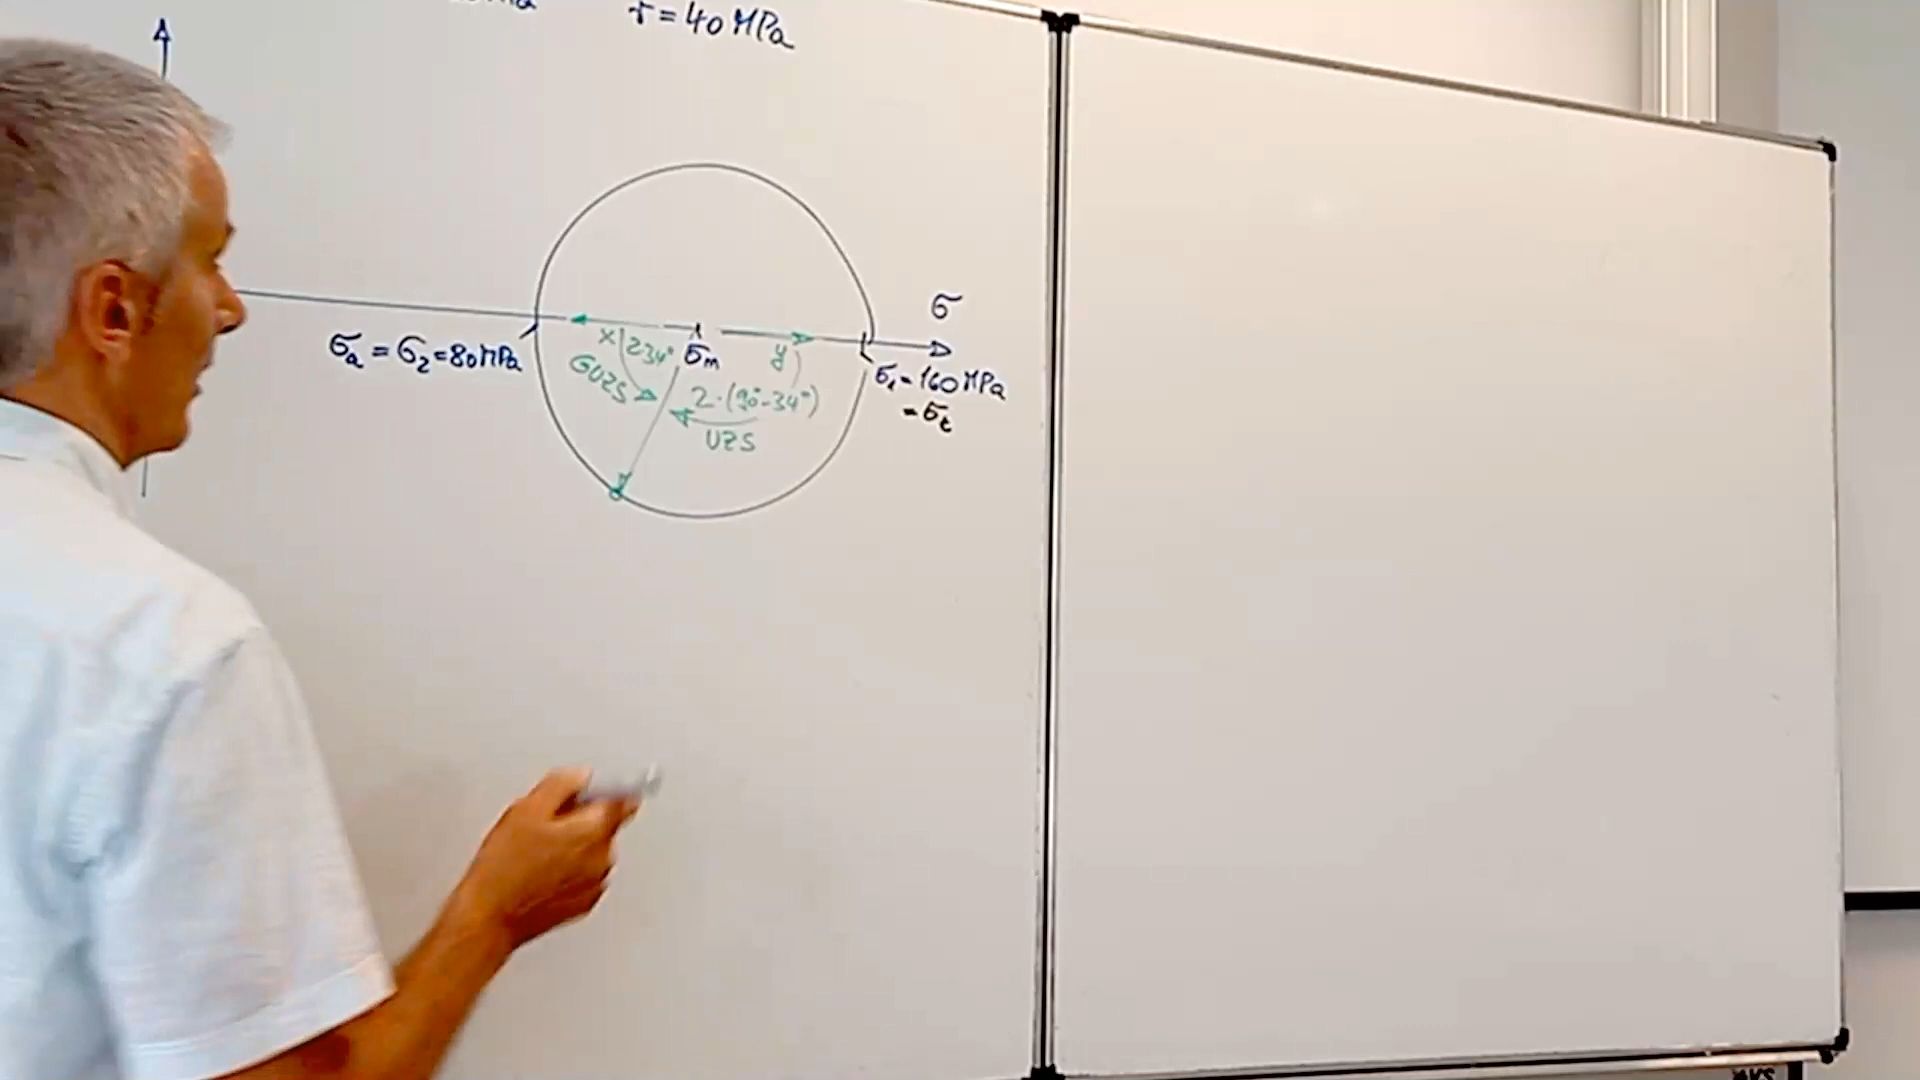 r = 40 MPa
σ
σa = σ2 = 80 MPa
x
2·34°
σm
y
σ1 = 160 MPa
= σt
GUZS
2·(90°-34°)
UZS